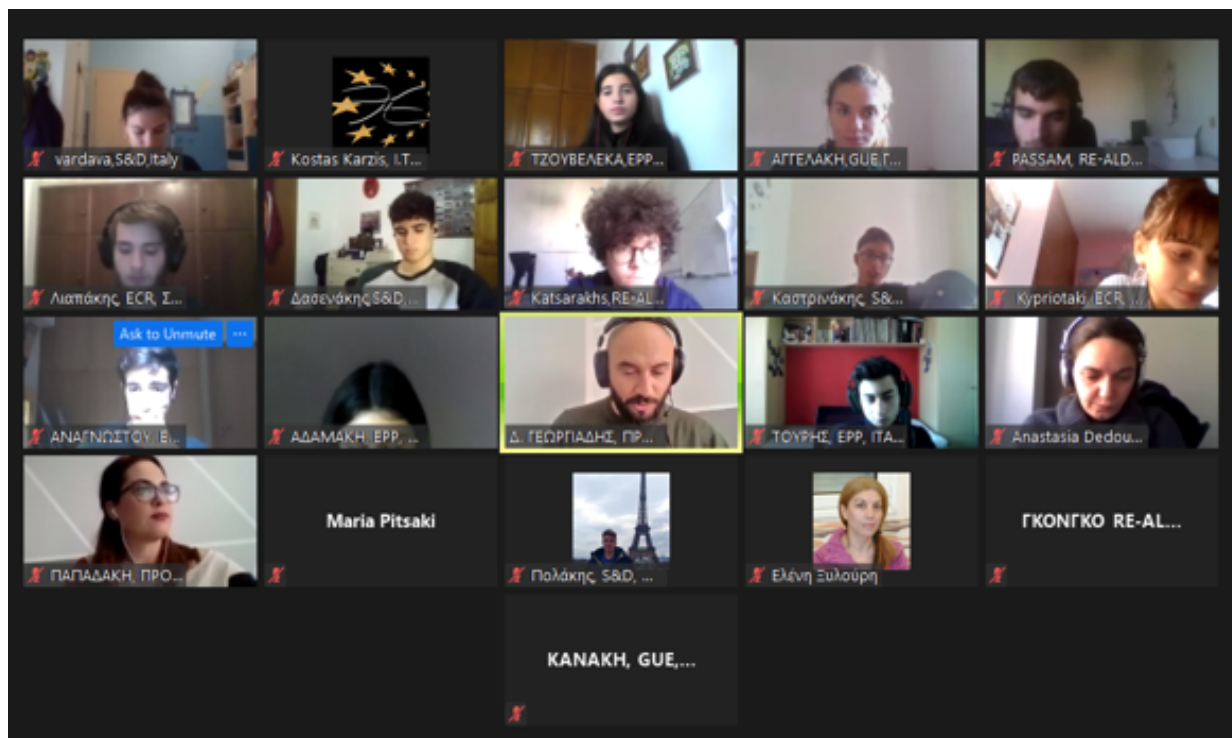 vardava,S&D,Italy
Kostas Karzis, I.T...
ΤΖΟΥΒΕΛΕΚΑ,EPP...
ΑΓΓΕΛΑΚΗ,GUE,Γ...
PASSAM, RE-ALD...
Λιαπάκης, ECR, Σ...
Δασενάκης,S&D,...
Katsarakhs,RE-AL...
Καστρινάκης, S&...
Kypriotaki, ECR, ...
Ask to Unmute ...
ΑΝΑΓΝΩΣΤΟΥ,
ΑΔΑΜΑΚΗ, EPP, ...
Δ. ΓΕΩΡΓΙΑΔΗΣ, ΠΡ...
ΤΟΥΡΗΣ, EPP, ITA...
Anastasia Dedou...
ΠΑΠΑΔΑΚΗ, ΠΡΟ...
Maria Pitsaki
Πολάκης, S&D, ...
Ελένη Ξυλούρη
ΓΚΟΝΓΚΟ RE-AL...
ΚΑΝΑΚΗ, GUE,...